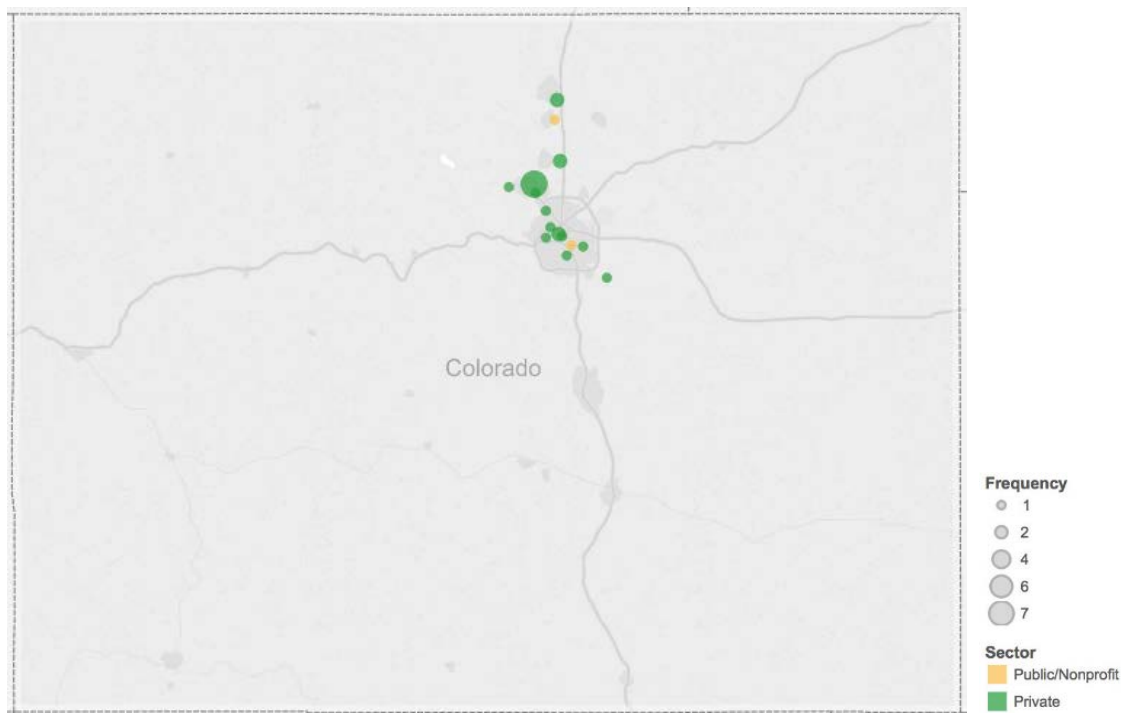 Colorado
Frequency
1
2
4
6
7
Sector
Public/Nonprofit
Private